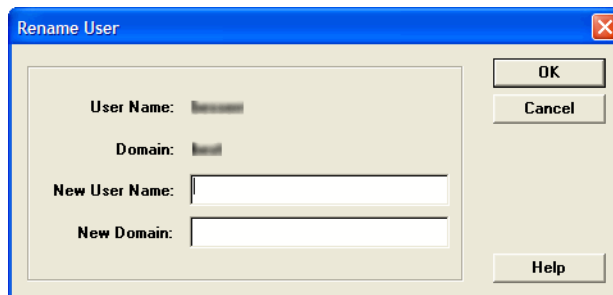 Rename User
OK
User Name:
Cancel
Domain:
New User Name:
New Domain:
Help